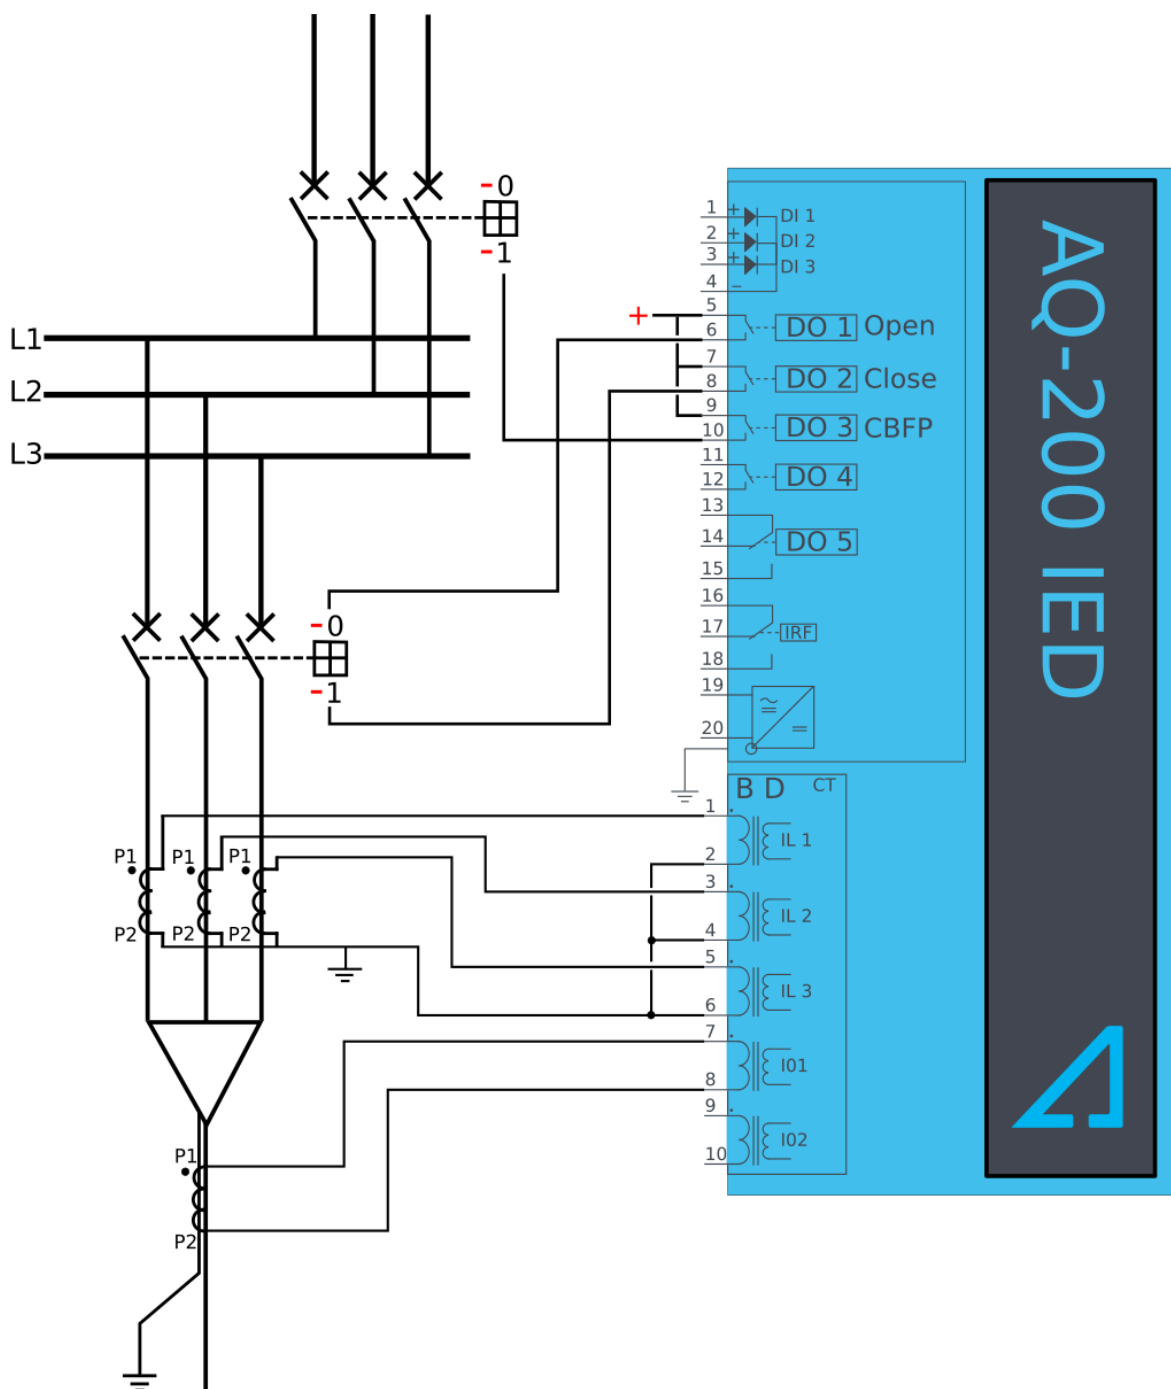 -0
-1
L1
L2
L3
-0
-1
P1 P1 P1
P2 P2 P2
P1
P2
+
1 + DI 1
2 + DI 2
3 + DI 3
4 –
5
6 DO 1 Open
7
8 DO 2 Close
9
10 DO 3 CBFP
11
12 DO 4
13
14 DO 5
15
16
17 IRF
18
19
20
B D CT
1
IL 1
2
3
IL 2
4
5
IL 3
6
7
I01
8
9
I02
10
AQ-200 IED